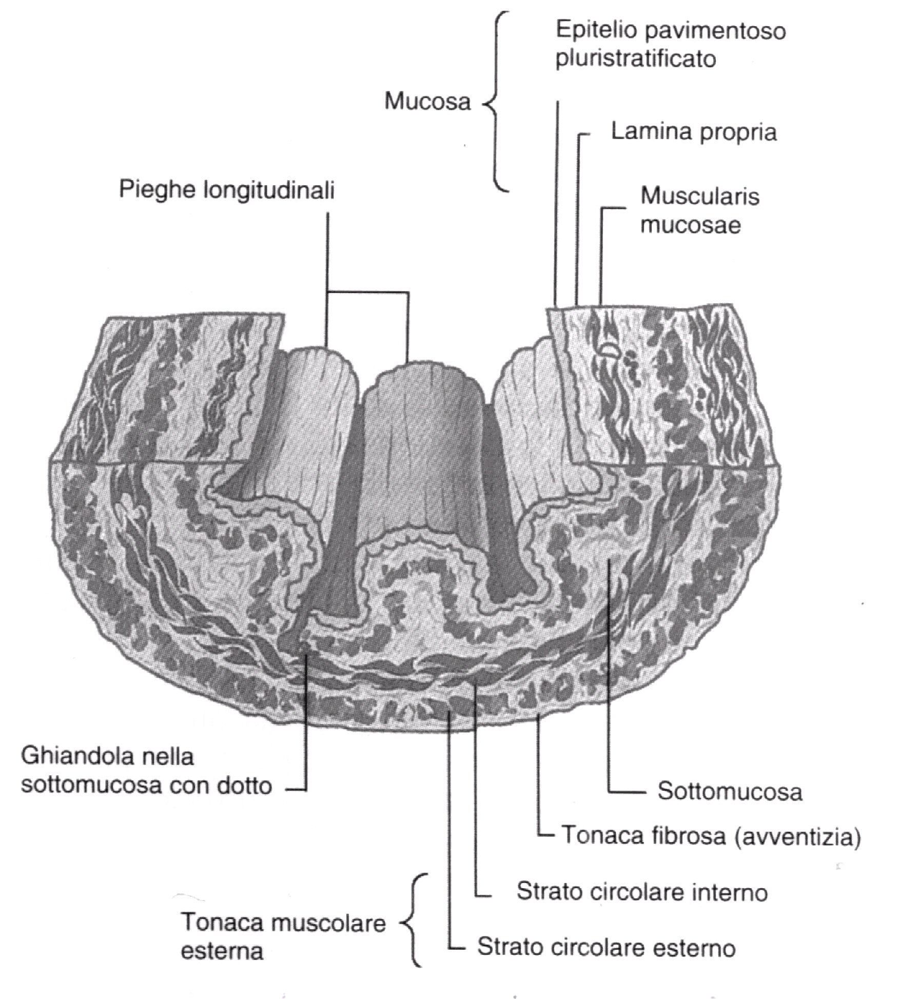 Epitelio pavimentoso
pluristratificato
Mucosa
Lamina propria
Pieghe longitudinali
Muscularis
mucosae
Ghiandola nella
sottomucosa con dotto
Sottomucosa
Tonaca fibrosa (avventizia)
Strato circolare interno
Tonaca muscolare
esterna
Strato circolare esterno